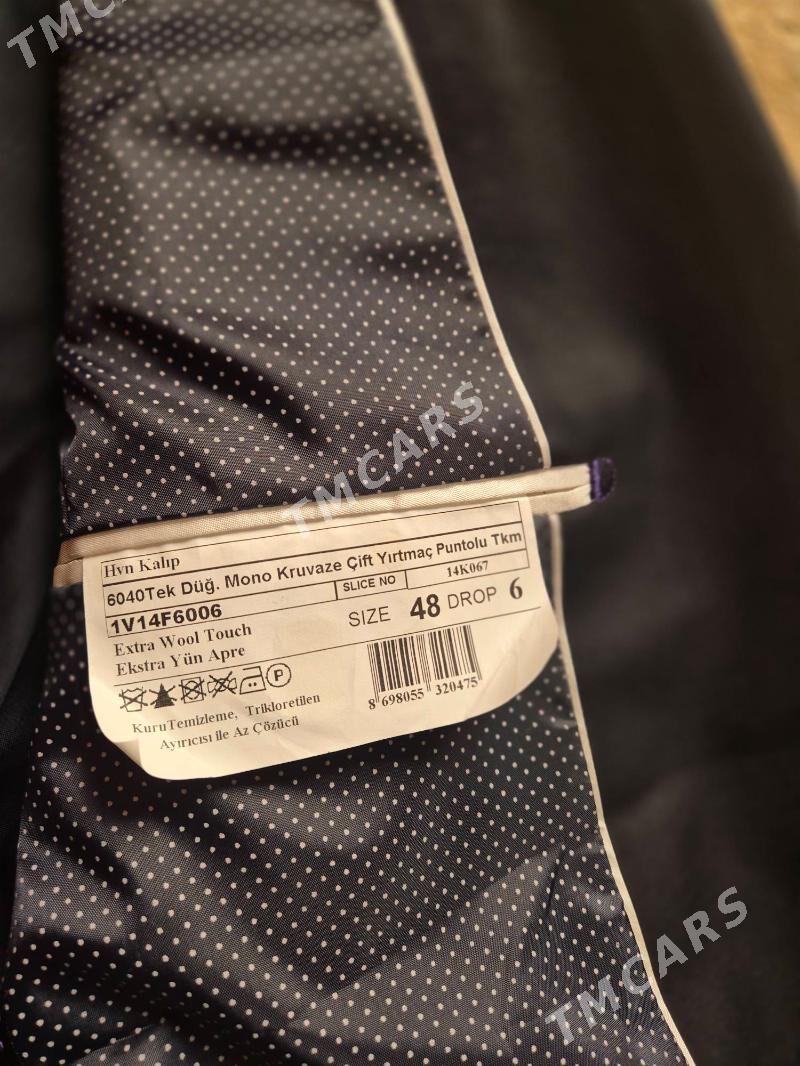 TMCARS
TMCARS
Hvn Kalıp
6040Tek Düğ. Mono Kruvaze Çift Yırtmaç Puntolu Tkm
1V14F6006
SLICE NO
14K067
Extra Wool Touch
SIZE 48 DROP 6
Ekstra Yün Apre
P
8 698055 320475
KuruTemizleme, Trikloretilen
Ayırıcısı ile Az Çözücü
TMCARS